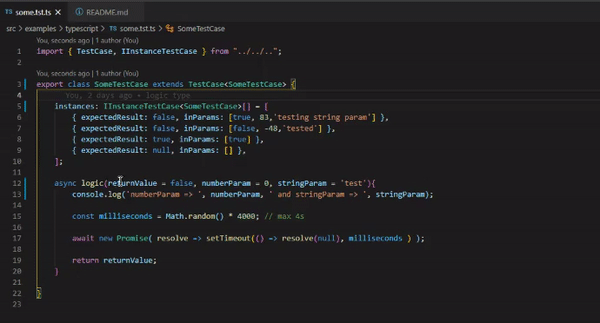 TS some.tst.ts × README.md
src > examples > typescript > TS some.tst.ts > SomeTestCase
You, seconds ago | 1 author (You)
1 import { TestCase, IInstanceTestCase } from "../../..";
2
You, seconds ago | 1 author (You)
3 export class SomeTestCase extends TestCase<SomeTestCase> {
4 You, 2 days ago • logic type
5 instances: IInstanceTestCase<SomeTestCase>[] = [
6 { expectedResult: false, inParams: [true, 83,'testing string param'] },
7 { expectedResult: false, inParams: [false, -48,'tested'] },
8 { expectedResult: true, inParams: [true] },
9 { expectedResult: null, inParams: [] },
10 ];
11
12 async logic(returnValue = false, numberParam = 0, stringParam = 'test'){
13 console.log('numberParam => ', numberParam, ' and stringParam => ', stringParam);
14
15 const milliseconds = Math.random() * 4000; // max 4s
16
17 await new Promise( resolve => setTimeout(() => resolve(null), milliseconds ) );
18
19 return returnValue;
20 }
21
22 }
23